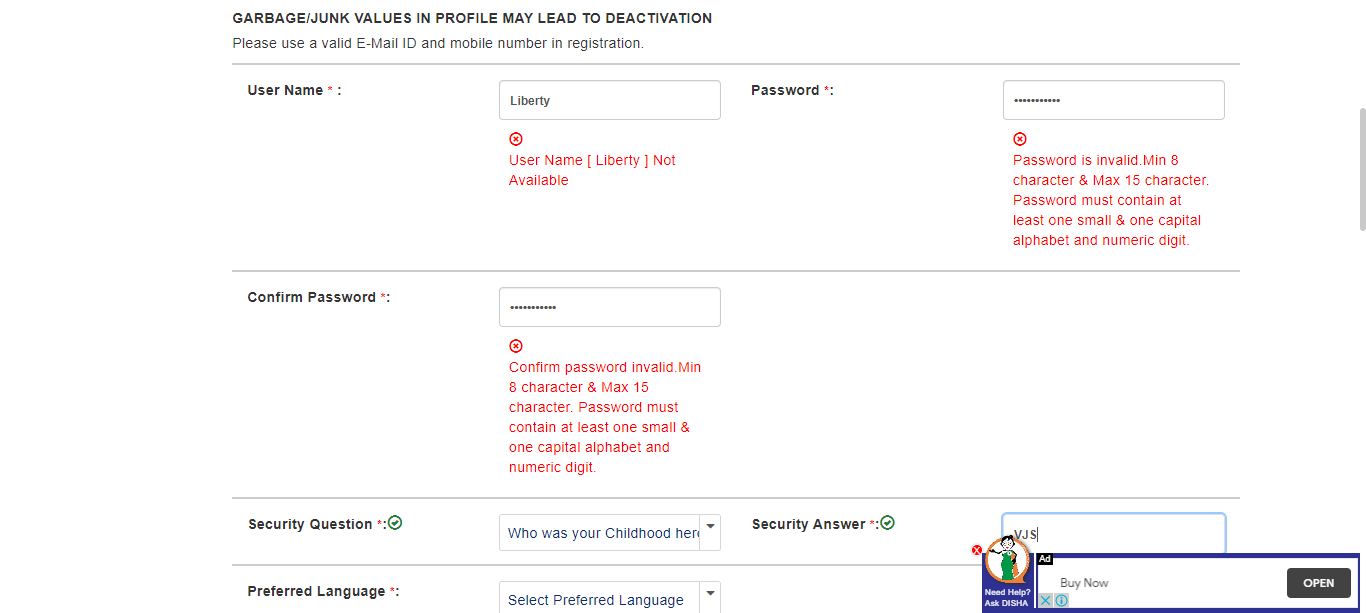 GARBAGE/JUNK VALUES IN PROFILE MAY LEAD TO DEACTIVATION
Please use a valid E-Mail ID and mobile number in registration.
User Name * :
Liberty
User Name [ Liberty ] Not
Available
Password *:
•••••••••••
Password is invalid.Min 8
character & Max 15 character.
Password must contain at
least one small & one capital
alphabet and numeric digit.
Confirm Password *:
•••••••••••
Confirm password invalid.Min
8 character & Max 15
character. Password must
contain at least one small &
one capital alphabet and
numeric digit.
Security Question *:
Who was your Childhood her
Security Answer *:
VJS
Preferred Language *:
Select Preferred Language
Need Help?
Ask DISHA
Ad
Buy Now
OPEN